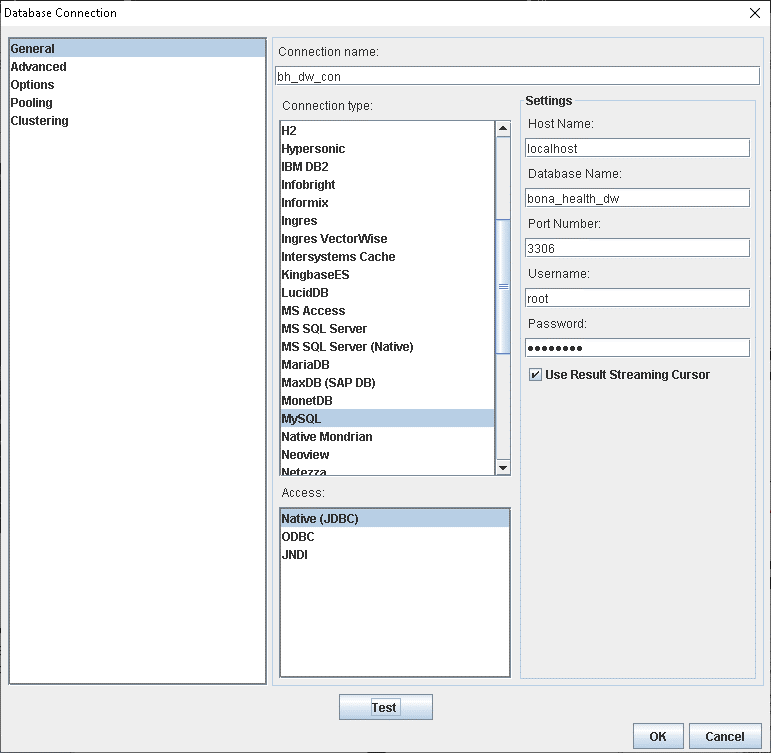 Database Connection
General
Advanced
Options
Pooling
Clustering
Connection name:
bh_dw_con
Connection type:
H2
Hypersonic
IBM DB2
Infobright
Informix
Ingres
Ingres VectorWise
Intersystems Cache
KingbaseES
LucidDB
MS Access
MS SQL Server
MS SQL Server (Native)
MariaDB
MaxDB (SAP DB)
MonetDB
MySQL
Native Mondrian
Neoview
Netezza
Access:
Native (JDBC)
ODBC
JNDI
Settings
Host Name:
localhost
Database Name:
bona_health_dw
Port Number:
3306
Username:
root
Password:
●●●●●●●●
Use Result Streaming Cursor
Test
OK
Cancel